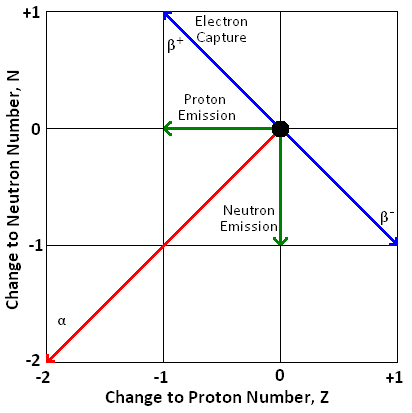 +1
Electron
Capture
β⁺
Proton
Emission
0
Neutron
Emission
β⁻
-1
α
-2
-2
-1
0
+1
Change to Neutron Number, N
Change to Proton Number, Z